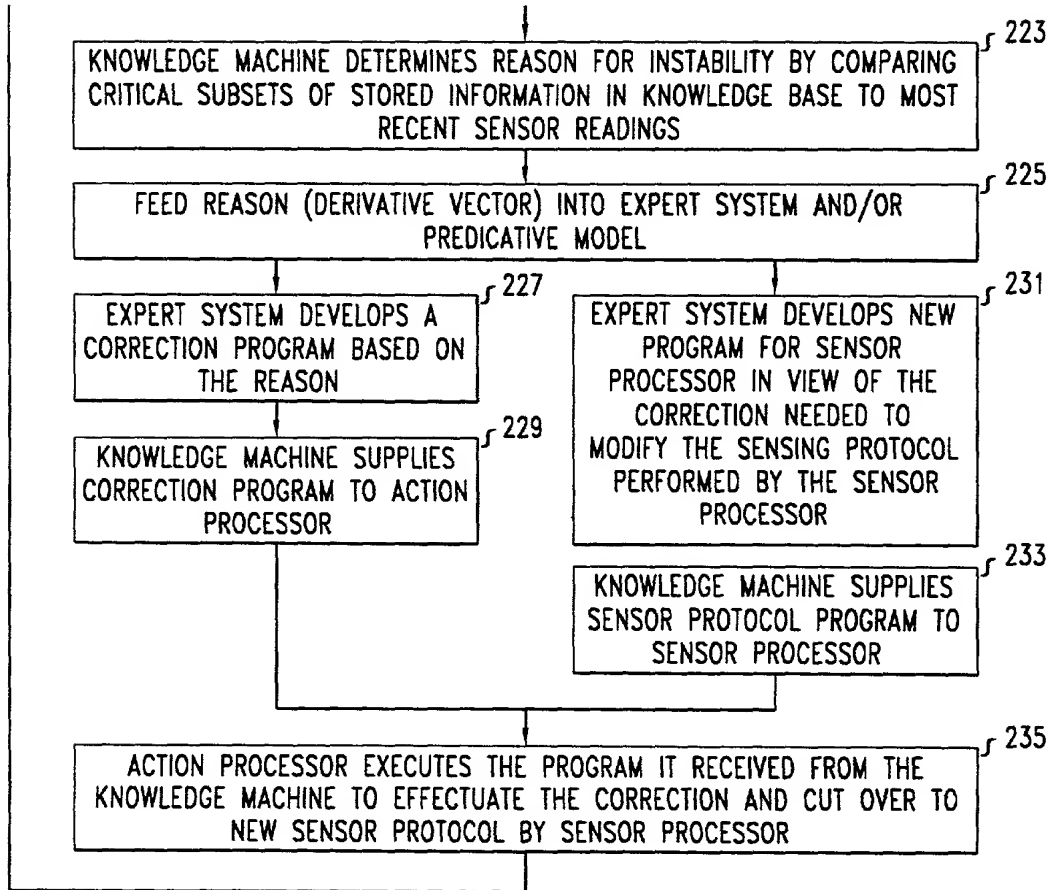 223
KNOWLEDGE MACHINE DETERMINES REASON FOR INSTABILITY BY COMPARING
CRITICAL SUBSETS OF STORED INFORMATION IN KNOWLEDGE BASE TO MOST
RECENT SENSOR READINGS
225
FEED REASON (DERIVATIVE VECTOR) INTO EXPERT SYSTEM AND/OR
PREDICATIVE MODEL
227
EXPERT SYSTEM DEVELOPS A
CORRECTION PROGRAM BASED ON
THE REASON
229
KNOWLEDGE MACHINE SUPPLIES
CORRECTION PROGRAM TO ACTION
PROCESSOR
231
EXPERT SYSTEM DEVELOPS NEW
PROGRAM FOR SENSOR
PROCESSOR IN VIEW OF THE
CORRECTION NEEDED TO
MODIFY THE SENSING PROTOCOL
PERFORMED BY THE SENSOR
PROCESSOR
233
KNOWLEDGE MACHINE SUPPLIES
SENSOR PROTOCOL PROGRAM TO
SENSOR PROCESSOR
235
ACTION PROCESSOR EXECUTES THE PROGRAM IT RECEIVED FROM THE
KNOWLEDGE MACHINE TO EFFECTUATE THE CORRECTION AND CUT OVER TO
NEW SENSOR PROTOCOL BY SENSOR PROCESSOR